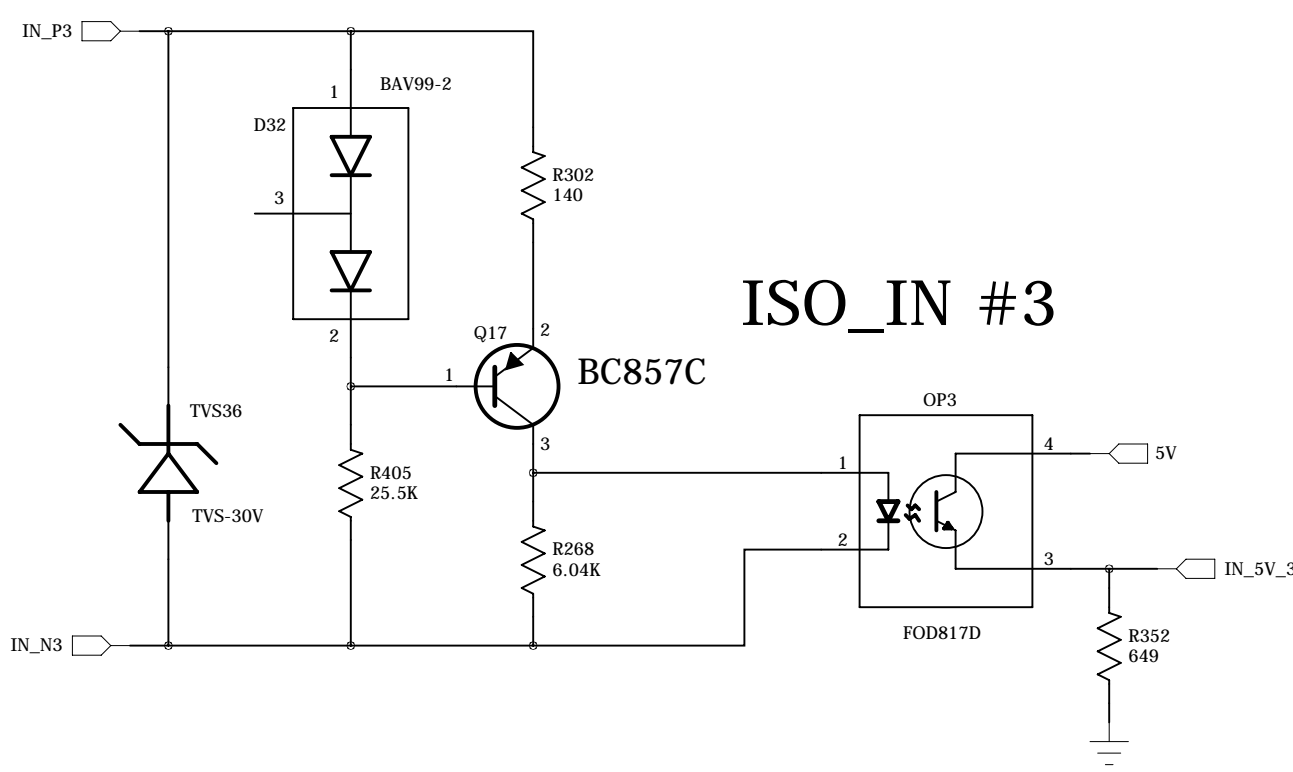 IN_P3
BAV99-2
1
D32
R302
140
3
ISO_IN #3
2
Q17
2
BC857C
1
TVS36
OP3
3
4
5V
1
R405
25.5K
TVS-30V
2
R268
6.04K
3
IN_5V_3
FOD817D
R352
649
IN_N3